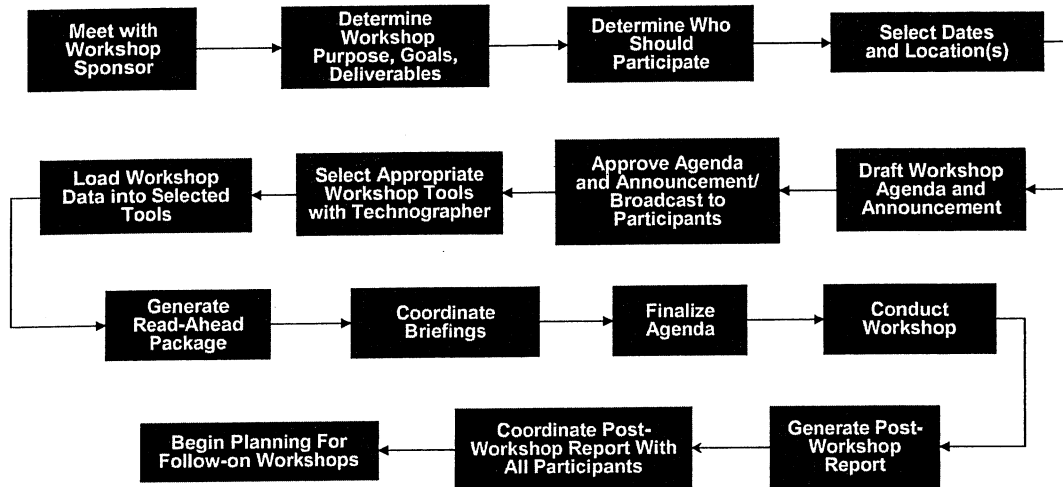 Meet with
Workshop
Sponsor
Determine
Workshop
Purpose, Goals,
Deliverables
Determine Who
Should
Participate
Select Dates
and Location(s)
Draft Workshop
Agenda and
Announcement
Approve Agenda
and Announcement/
Broadcast to
Participants
Select Appropriate
Workshop Tools
with Technographer
Load Workshop
Data into Selected
Tools
Generate
Read-Ahead
Package
Coordinate
Briefings
Finalize
Agenda
Conduct
Workshop
Generate Post-
Workshop
Report
Coordinate Post-
Workshop Report With
All Participants
Begin Planning For
Follow-on Workshops